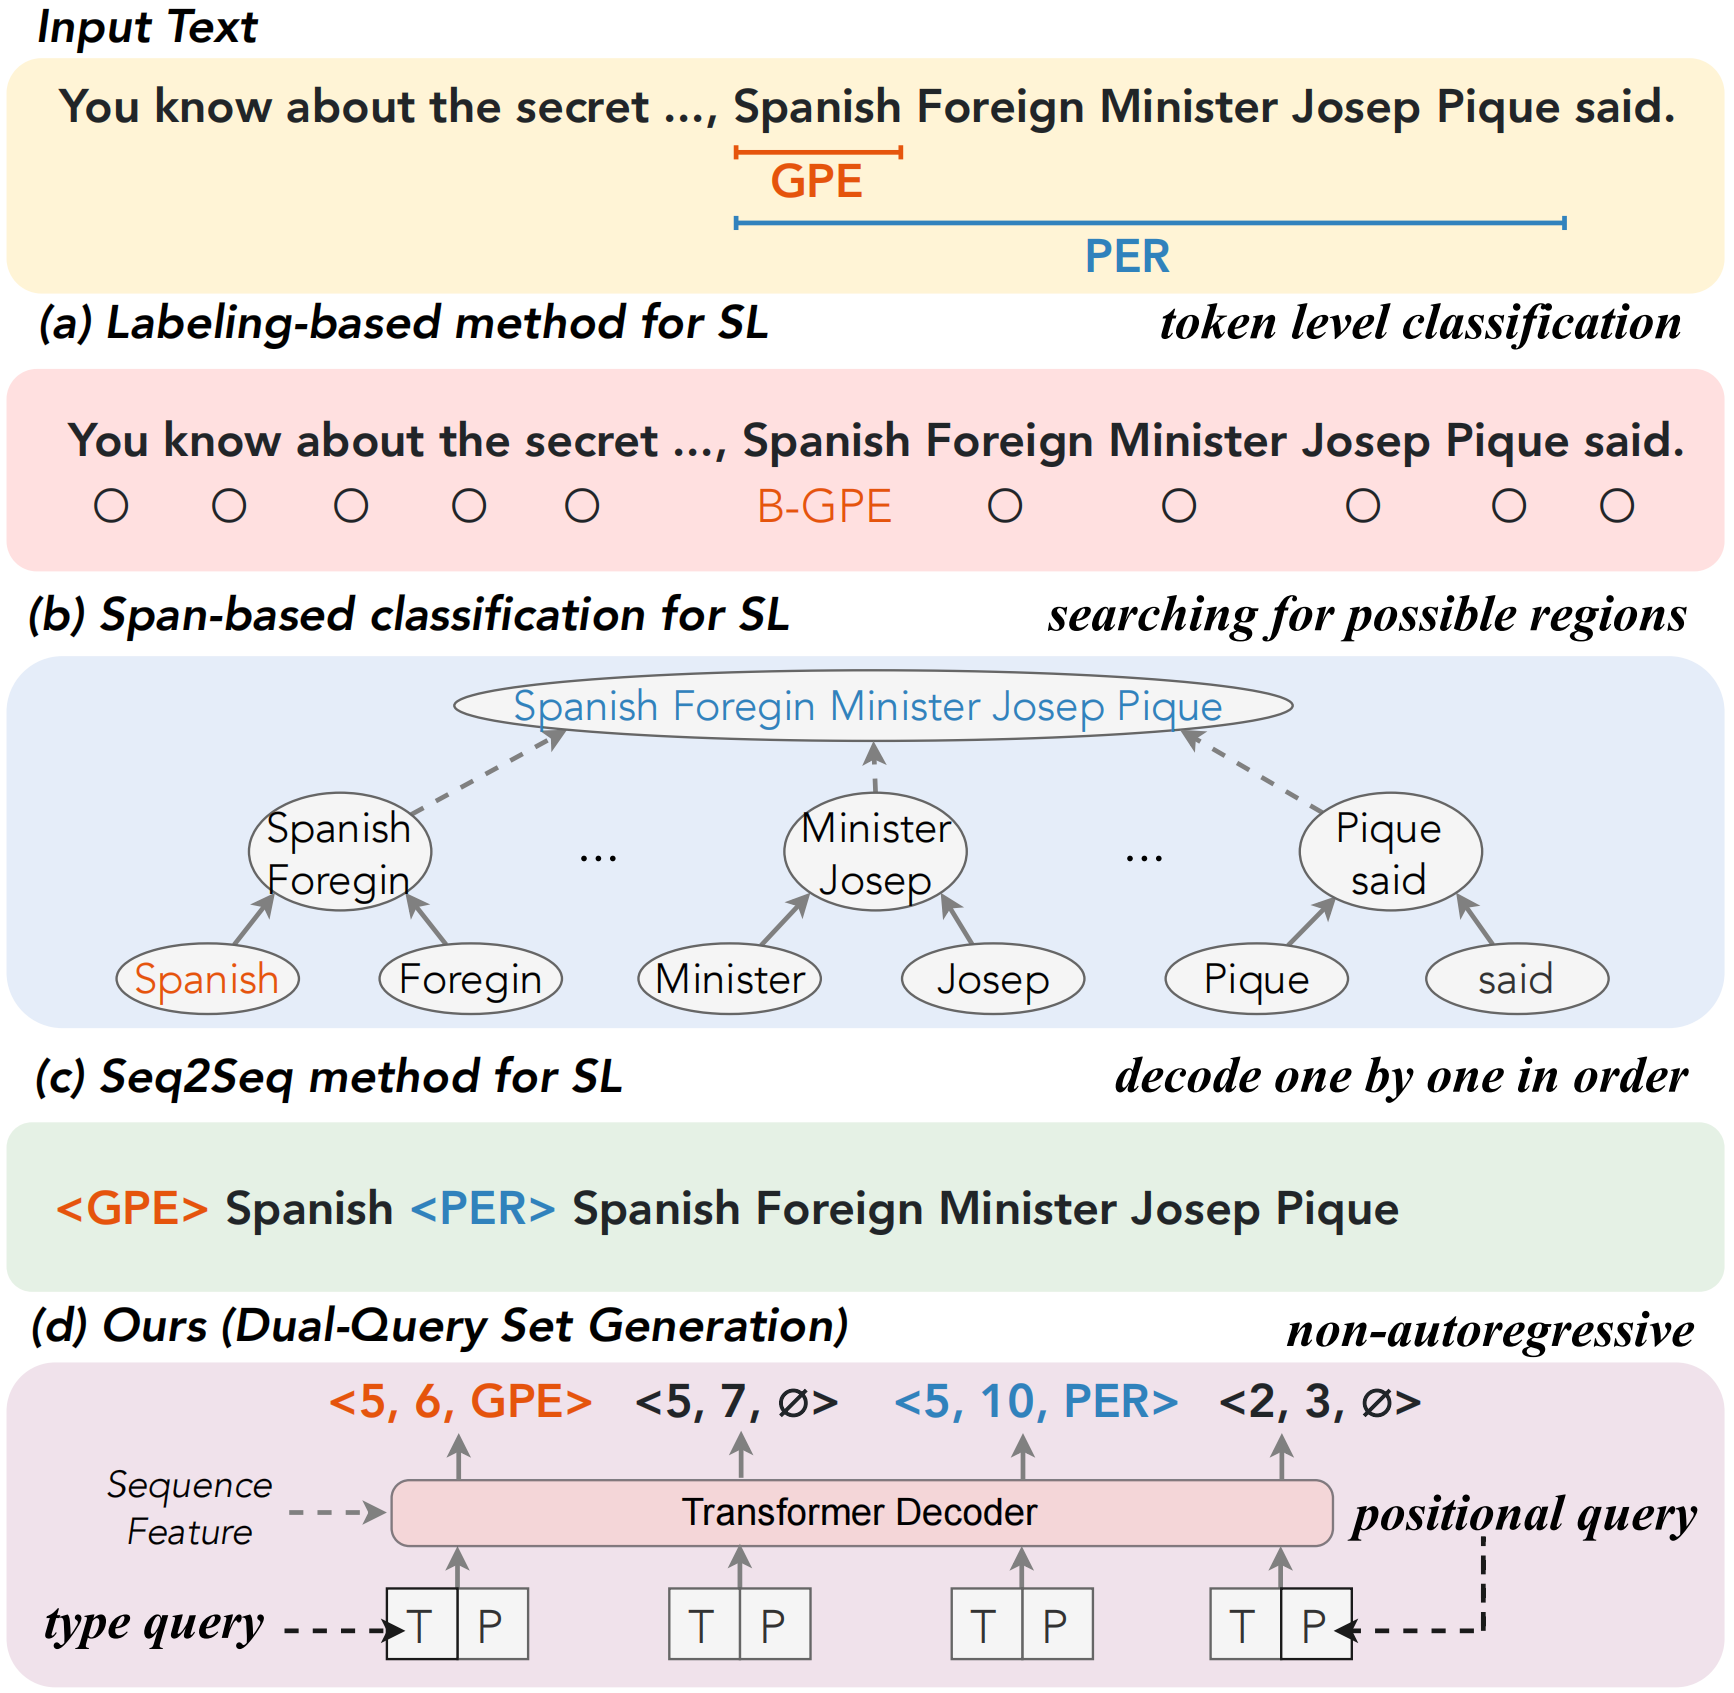 Input Text
You know about the secret ..., Spanish Foreign Minister Josep Pique said.
GPE
PER
(a) Labeling-based method for SL
token level classification
You know about the secret ..., Spanish Foreign Minister Josep Pique said.
O O O O O B-GPE O O O O O
(b) Span-based classification for SL
searching for possible regions
Spanish Foregin Minister Josep Pique
Spanish
Foregin
...
Minister
Josep
...
Pique
said
Spanish
Foregin
Minister
Josep
Pique
said
(c) Seq2Seq method for SL
decode one by one in order
<GPE> Spanish <PER> Spanish Foreign Minister Josep Pique
(d) Ours (Dual-Query Set Generation)
non-autoregressive
<5, 6, GPE> <5, 7, ∅> <5, 10, PER> <2, 3, ∅>
Sequence
Feature
Transformer Decoder
positional query
type query
T P T P T P T P